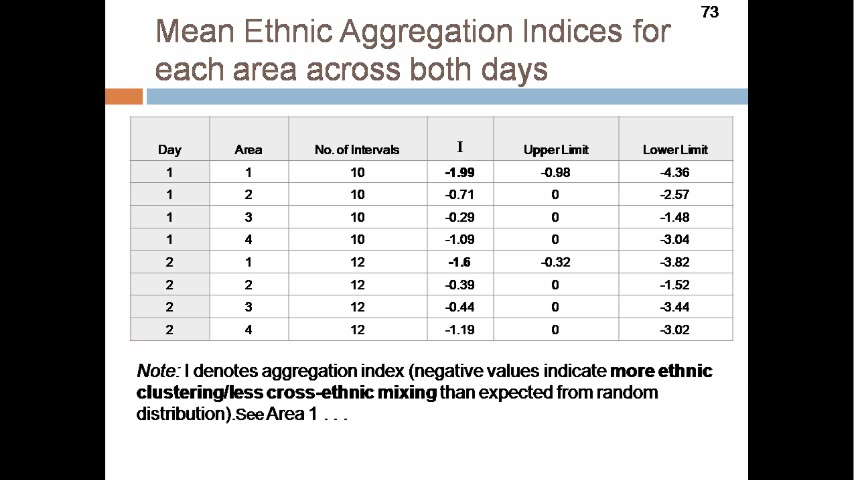 73
Mean Ethnic Aggregation Indices for
each area across both days
Day Area No. of Intervals I Upper Limit Lower Limit
1 1 10 -1.99 -0.98 -4.36
1 2 10 -0.71 0 -2.57
1 3 10 -0.29 0 -1.48
1 4 10 -1.09 0 -3.04
2 1 12 -1.6 -0.32 -3.82
2 2 12 -0.39 0 -1.52
2 3 12 -0.44 0 -3.44
2 4 12 -1.19 0 -3.02
Note: I denotes aggregation index (negative values indicate more ethnic
clustering/less cross-ethnic mixing than expected from random
distribution).See Area 1 . . .